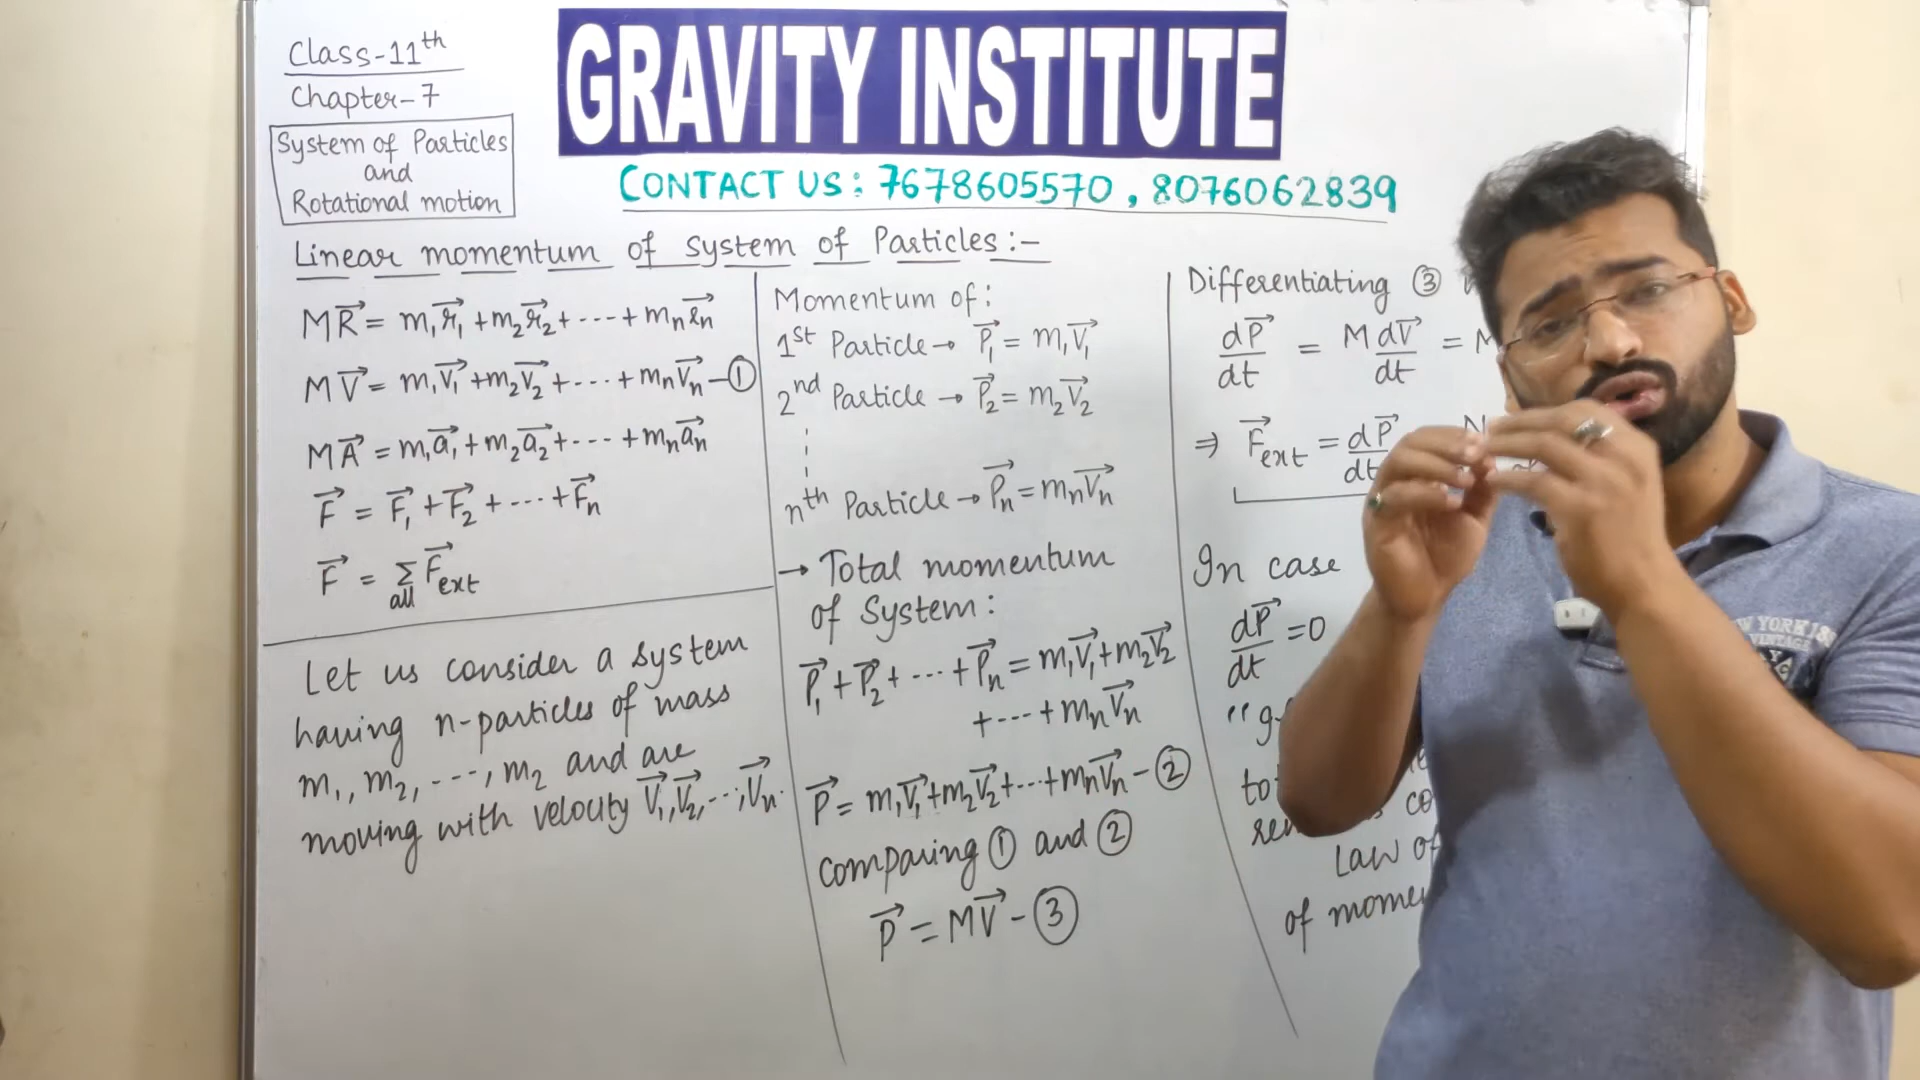 Class-11th
Chapter-7
System of Particles
and
Rotational motion
GRAVITY INSTITUTE
CONTACT US : 7678605570 , 8076062839
Linear momentum of system of Particles :-
MR⃗ = m₁r⃗₁ + m₂r⃗₂ + ---- + mₙr⃗ₙ
MV⃗ = m₁V⃗₁ + m₂V⃗₂ + ---- + mₙV⃗ₙ - ①
MA⃗ = m₁a⃗₁ + m₂a⃗₂ + ---- + mₙa⃗ₙ
F⃗ = F⃗₁ + F⃗₂ + --- + F⃗ₙ
F⃗ = Σ F⃗ext
all
Let us consider a system
having n-particles of mass
m₁, m₂, ---, m₂ and are
moving with velocity V⃗₁, V⃗₂, --, V⃗ₙ.
Momentum of :
1st Particle → P⃗₁ = m₁V⃗₁
2nd Particle → P⃗₂ = m₂V⃗₂
nth Particle → P⃗ₙ = mₙV⃗ₙ
→ Total momentum
of System :
P⃗₁ + P⃗₂ + --- + P⃗ₙ = m₁V⃗₁ + m₂V⃗₂
+ ---- + mₙV⃗ₙ
P⃗ = m₁V⃗₁ + m₂V⃗₂ + --- + mₙV⃗ₙ - ②
comparing ① and ②
P⃗ = MV⃗ - ③
Differentiating ③
dP⃗/dt = M dV⃗/dt = M
⇒ F⃗ext = dP⃗/dt
In case
dP⃗/dt = 0
Law of
of
W YORK 18
VINTAGE